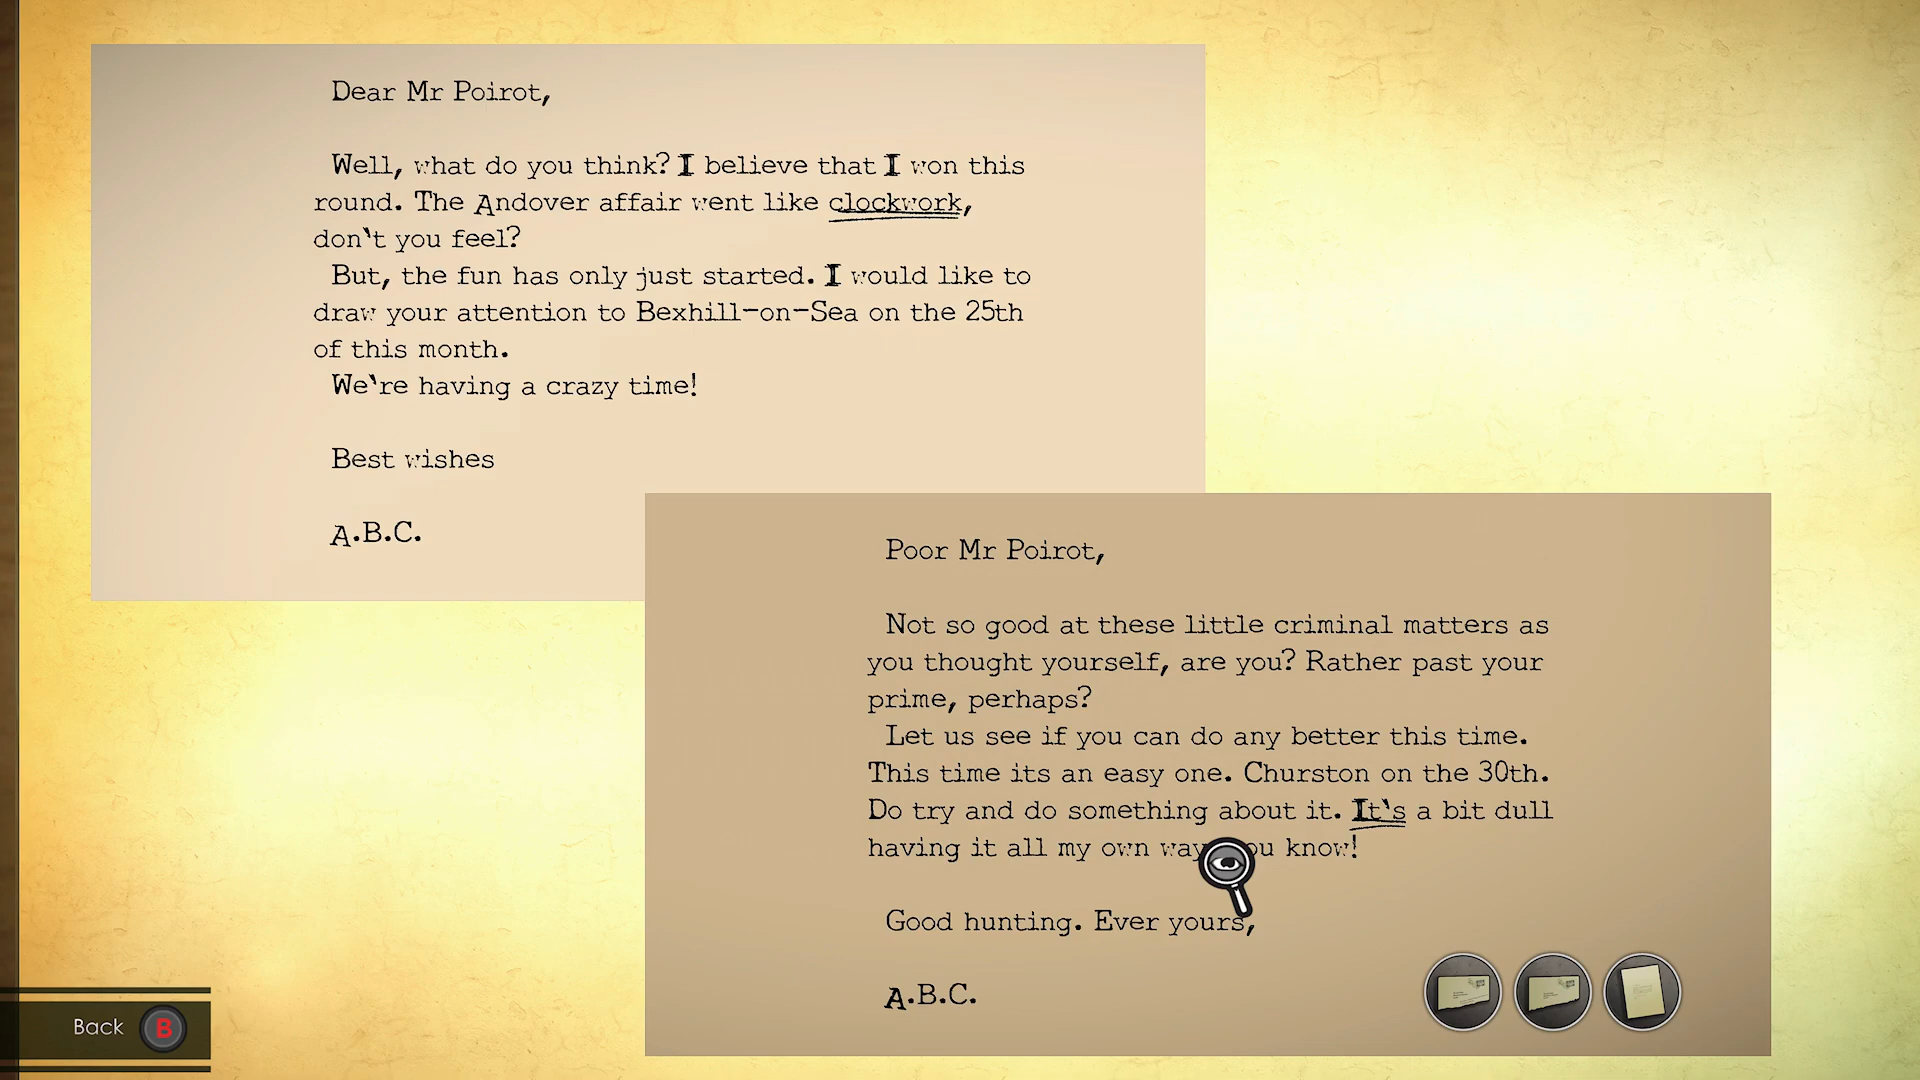 Dear Mr Poirot,
Well, what do you think? I believe that I won this
round. The Andover affair went like clockwork,
don't you feel?
But, the fun has only just started. I would like to
draw your attention to Bexhill-on-Sea on the 25th
of this month.
We're having a crazy time!
Best wishes
A.B.C.
Poor Mr Poirot,
Not so good at these little criminal matters as
you thought yourself, are you? Rather past your
prime, perhaps?
Let us see if you can do any better this time.
This time its an easy one. Churston on the 30th.
Do try and do something about it. It's a bit dull
having it all my own way you know!
Good hunting. Ever yours,
A.B.C.
Back B